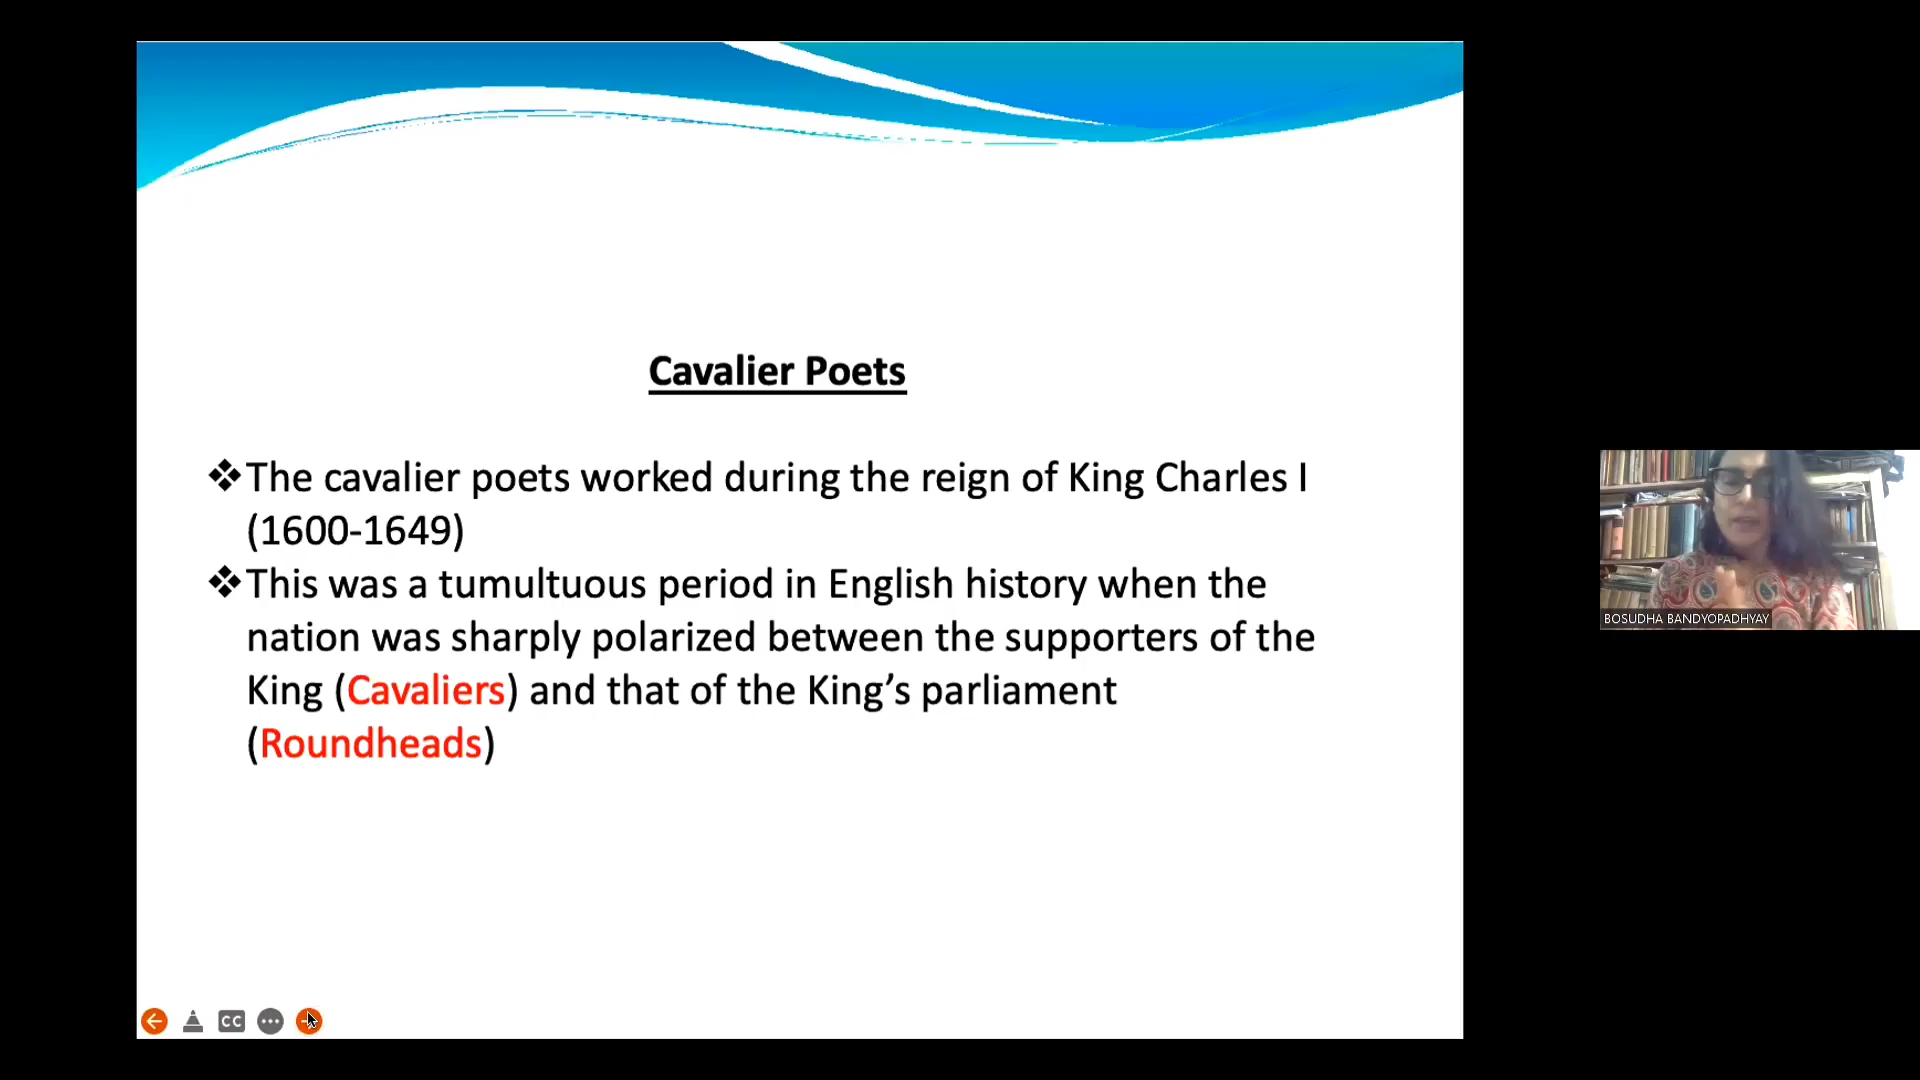 Cavalier Poets
❖The cavalier poets worked during the reign of King Charles I
(1600-1649)
❖This was a tumultuous period in English history when the
nation was sharply polarized between the supporters of the
King (Cavaliers) and that of the King’s parliament
(Roundheads)
BOSUDHA BANDYOPADHYAY
CC